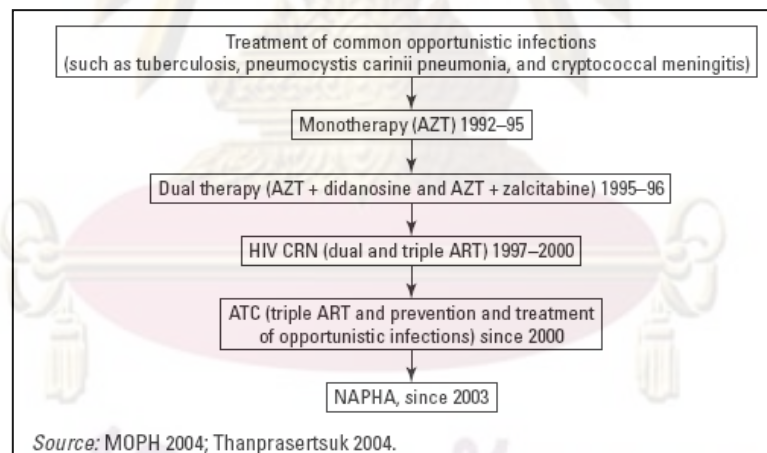 Treatment of common opportunistic infections
(such as tuberculosis, pneumocystis carinii pneumonia, and cryptococcal meningitis)
Monotherapy (AZT) 1992–95
Dual therapy (AZT + didanosine and AZT + zalcitabine) 1995–96
HIV CRN (dual and triple ART) 1997–2000
ATC (triple ART and prevention and treatment
of opportunistic infections) since 2000
NAPHA, since 2003
Source: MOPH 2004; Thanprasertsuk 2004.